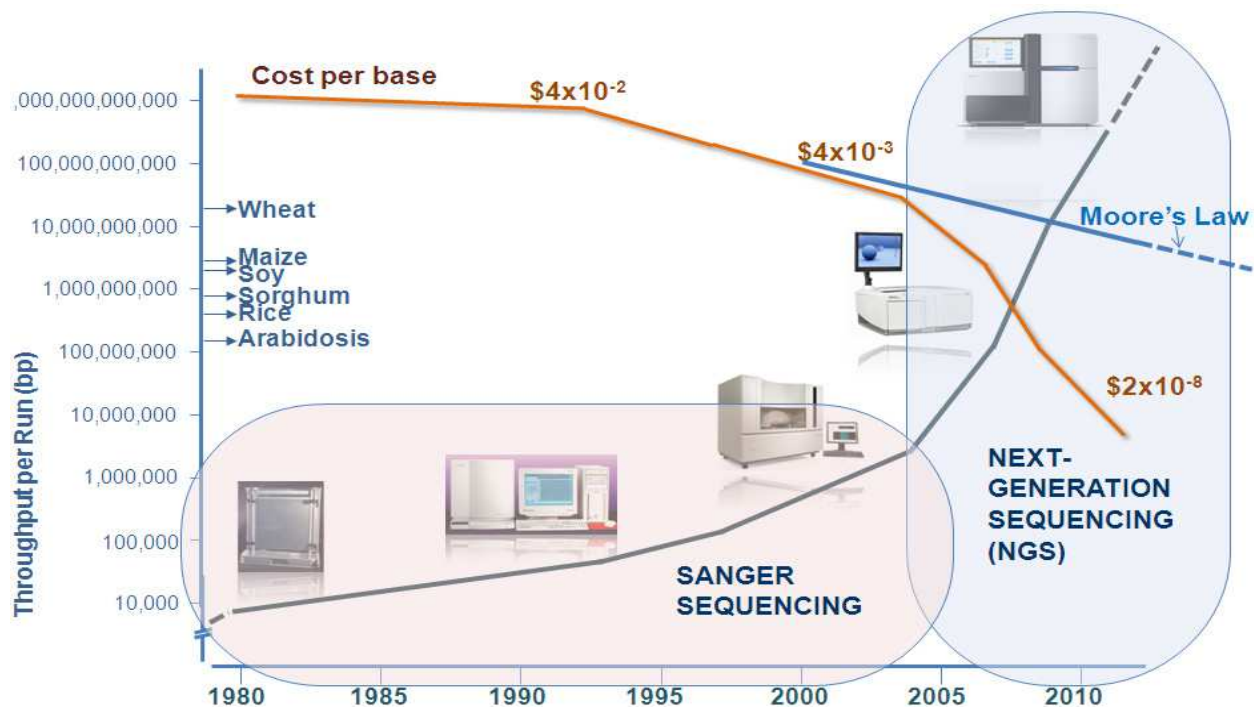 Cost per base
$4x10-2
$4x10-3
,000,000,000,000
100,000,000,000
10,000,000,000
1,000,000,000
100,000,000
10,000,000
1,000,000
100,000
10,000
Throughput per Run (bp)
Wheat
Maize
Soy
Sorghum
Rice
Arabidosis
Moore's Law
$2x10-8
NEXT-
GENERATION
SEQUENCING
(NGS)
SANGER
SEQUENCING
1980
1985
1990
1995
2000
2005
2010